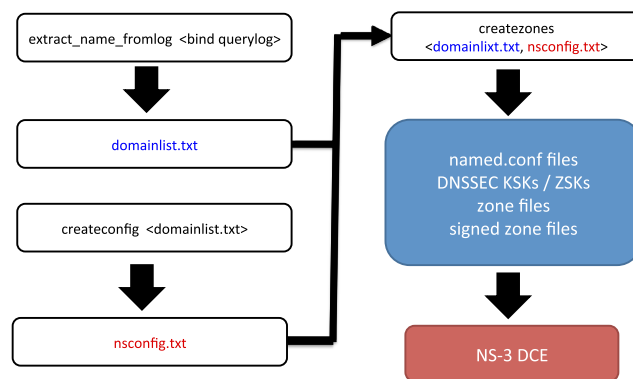 extract_name_fromlog <bind querylog>
domainlist.txt
createconfig <domainlist.txt>
nsconfig.txt
createzones
<domainlixt.txt, nsconfig.txt>
named.conf files
DNSSEC KSKs / ZSKs
zone files
signed zone files
NS-3 DCE